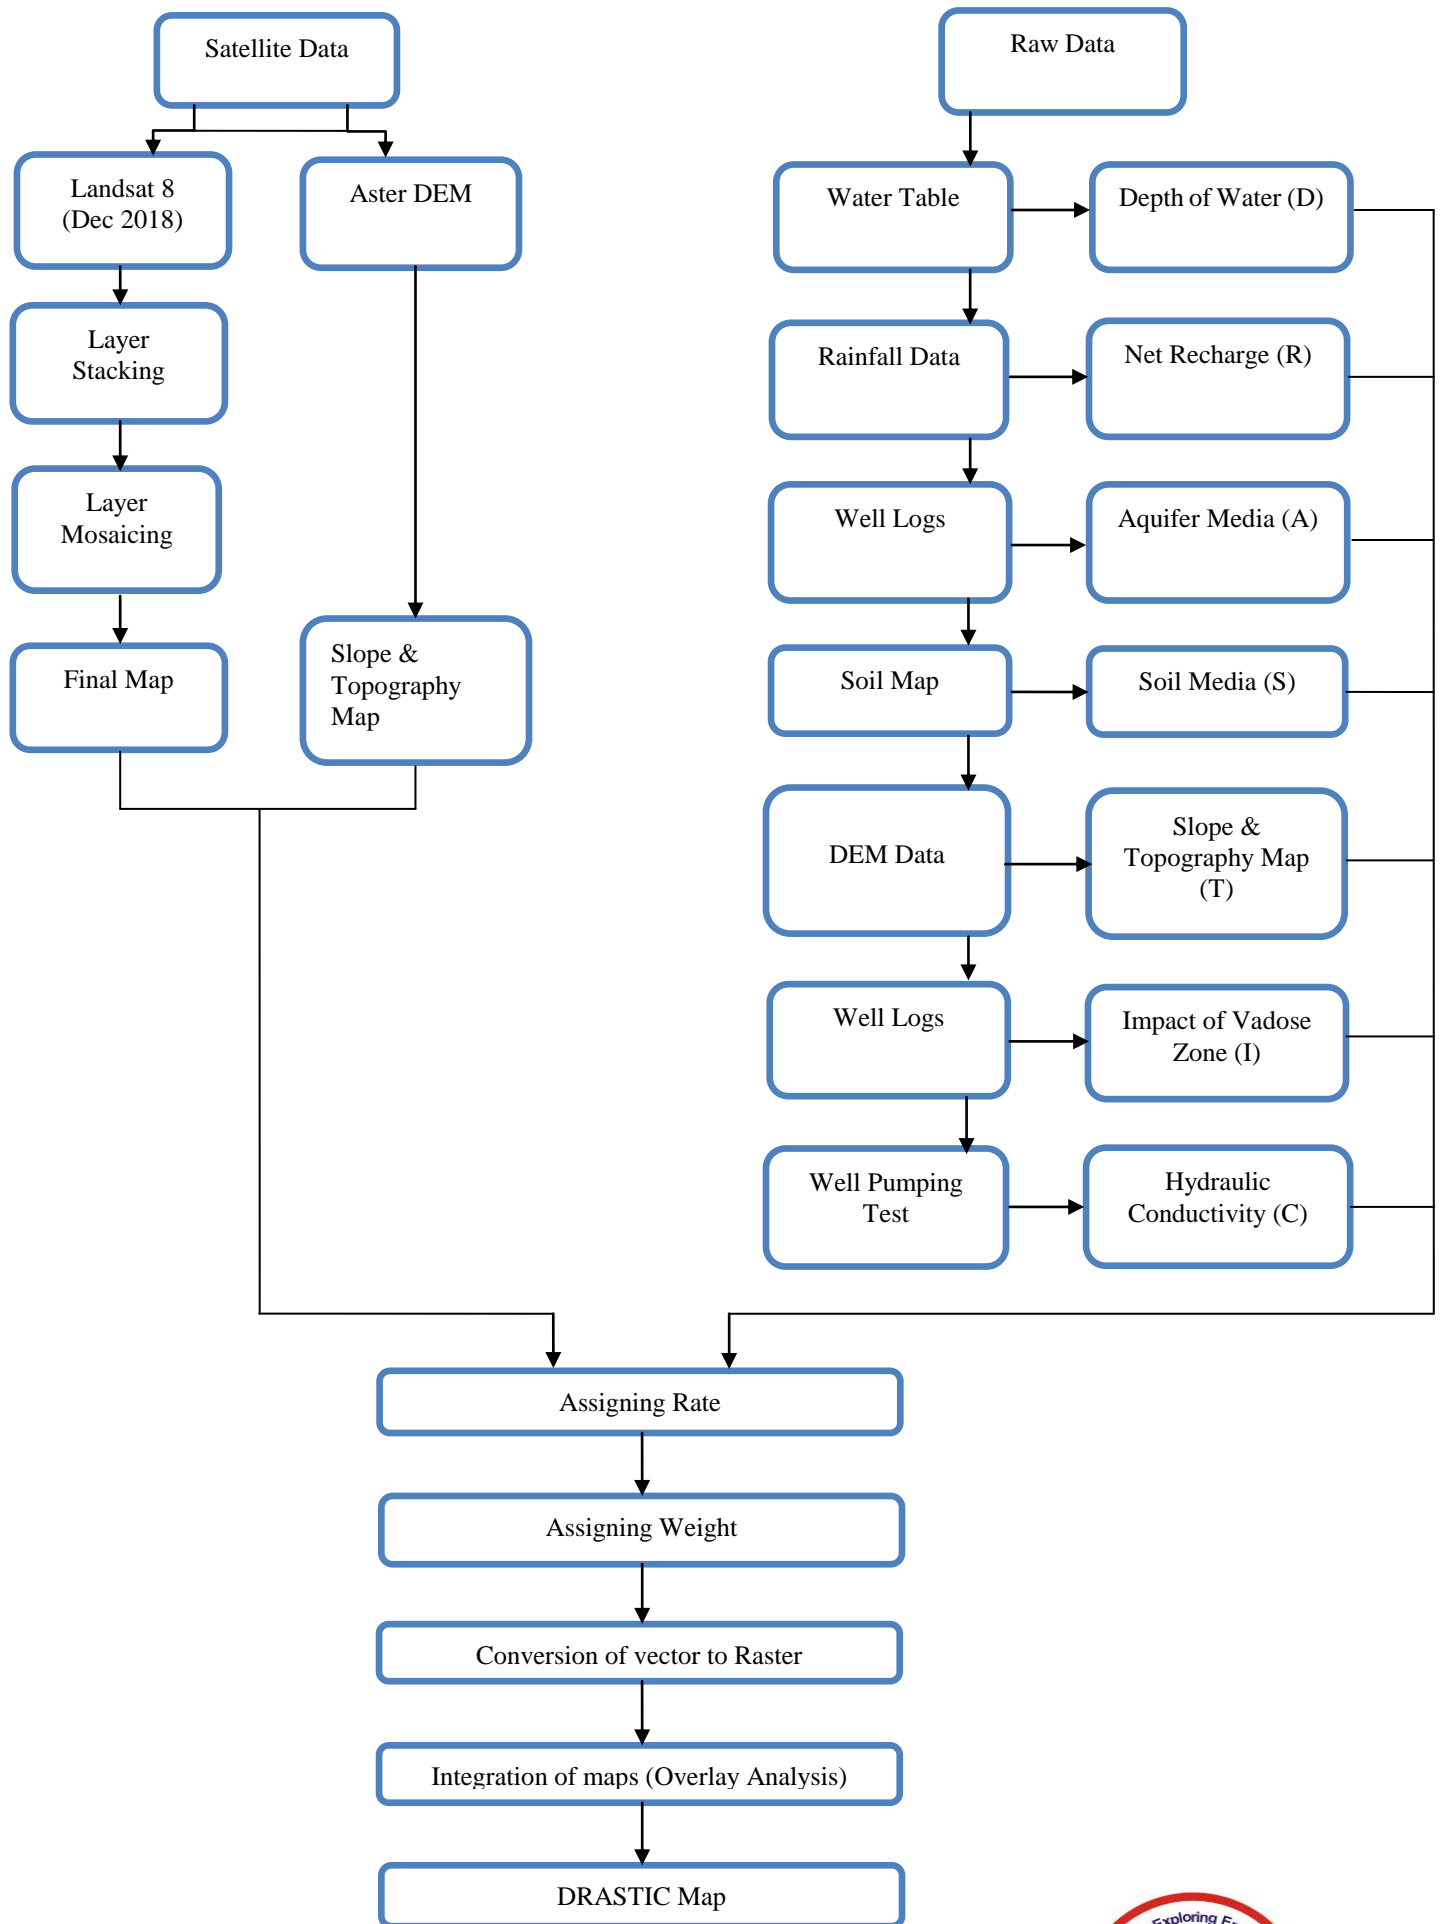 Satellite Data
Raw Data
Landsat 8
(Dec 2018)
Aster DEM
Layer
Stacking
Layer
Mosaicing
Final Map
Slope &
Topography
Map
Water Table
Depth of Water (D)
Rainfall Data
Net Recharge (R)
Well Logs
Aquifer Media (A)
Soil Map
Soil Media (S)
DEM Data
Slope &
Topography Map
(T)
Well Logs
Impact of Vadose
Zone (I)
Well Pumping
Test
Hydraulic
Conductivity (C)
Assigning Rate
Assigning Weight
Conversion of vector to Raster
Integration of maps (Overlay Analysis)
DRASTIC Map
Exploring